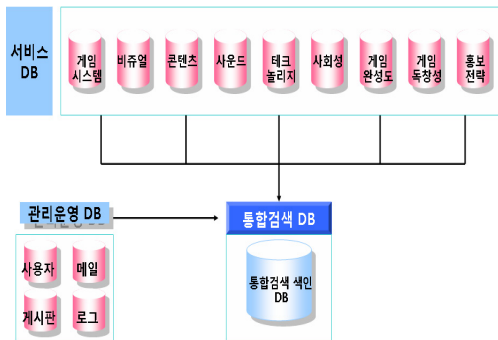 서비스
DB
게임
시스템
비쥬얼
콘텐츠
사운드
테크
놀리지
사회성
게임
완성도
게임
독창성
홍보
전략
관리운영 DB
통합검색 DB
사용자
메일
게시판
로그
통합검색 색인
DB